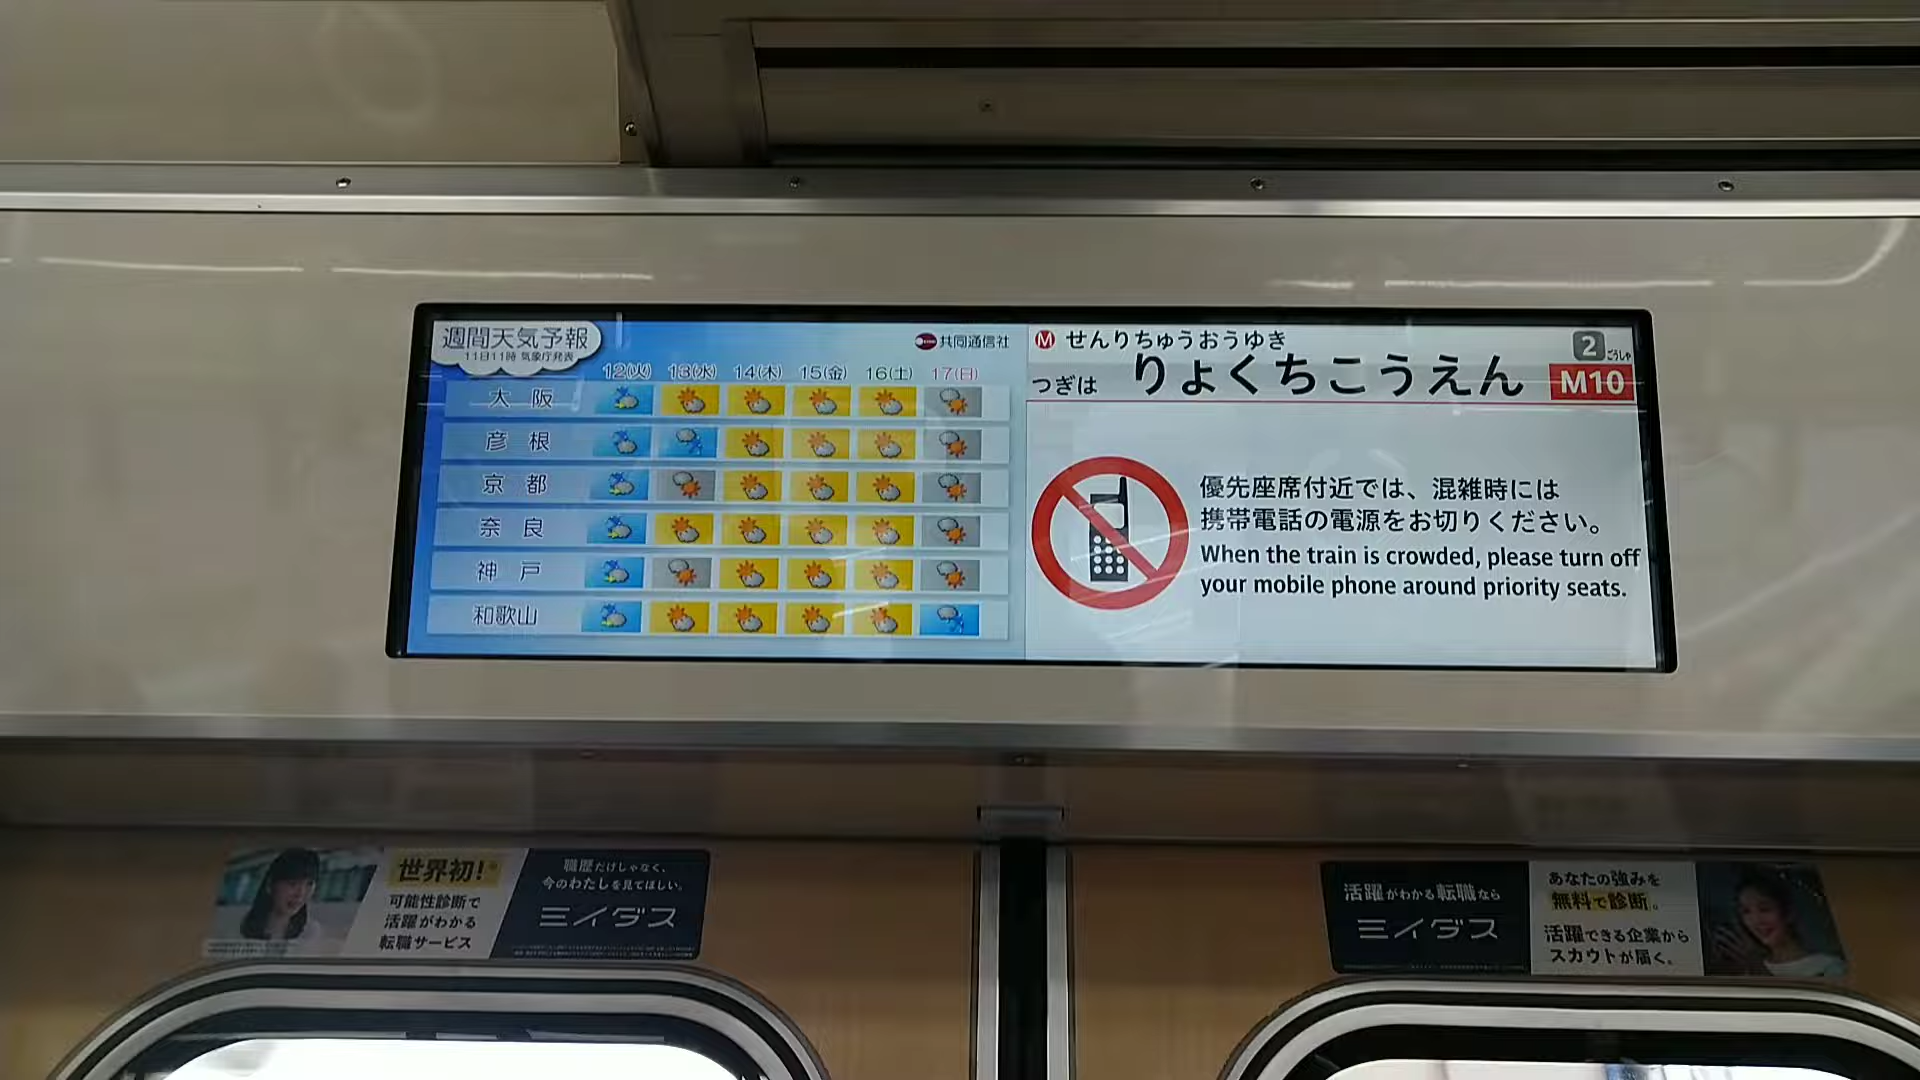 週間天気予報
11日11時 気象庁発表
共同通信社
12(火) 13(水) 14(木) 15(金) 16(土) 17(日)
大阪
彦根
京都
奈良
神戸
和歌山
M せんりちゅうおうゆき
2 ごうしゃ
つぎは りょくちこうえん M10
優先座席付近では、混雑時には
携帯電話の電源をお切りください。
When the train is crowded, please turn off
your mobile phone around priority seats.
世界初!
可能性診断で
活躍がわかる
転職サービス
職歴だけじゃなく、
今のわたしを見てほしい。
ミイダス
活躍がわかる転職なら
ミイダス
あなたの強みを
無料で診断。
活躍できる企業から
スカウトが届く。